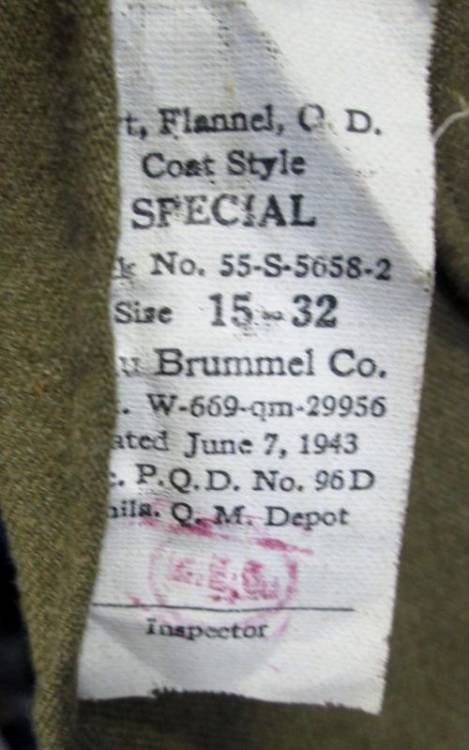 t, Flannel, O. D.
Coat Style
SPECIAL
k No. 55-S-5658-2
Size 15-32
u Brummel Co.
. W-669-qm-29956
ated June 7, 1943
c. P.Q.D. No. 96D
hila. Q. M. Depot
Inspector